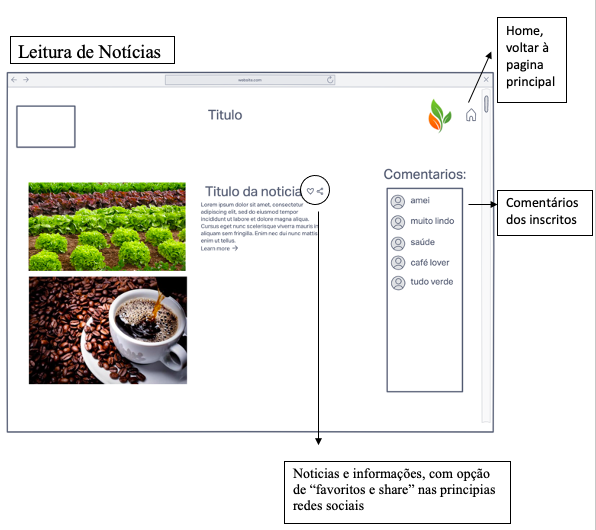 Home,
voltar à
pagina
principal
Leitura de Notícias
website.com
Titulo
Comentarios:
Titulo da noticia
Lorem ipsum dolor sit amet, consectetur
adipiscing elit, sed do eiusmod tempor
incididunt ut labore et dolore magna aliqua.
Cursus eget nunc scelerisque viverra mauris in
aliquam sem fringilla. Enim nec dui nunc mattis
enim ut tellus.
Learn more
amei
muito lindo
saúde
café lover
tudo verde
Comentários
dos inscritos
Noticias e informações, com opção
de “favoritos e share” nas principias
redes sociais